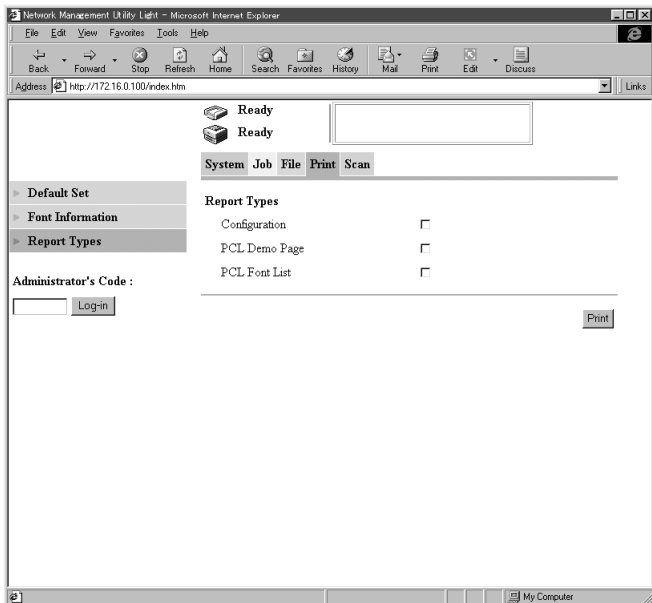 Network Management Utility Light - Microsoft Internet Explorer
File Edit View Favorites Tools Help
Back Forward Stop Refresh Home Search Favorites History Mail Print Edit Discuss
Address http://172.16.0.100/index.htm Links
Ready
Ready
System Job File Print Scan
Default Set
Font Information
Report Types
Administrator's Code :
Log-in
Report Types
Configuration
PCL Demo Page
PCL Font List
Print
My Computer